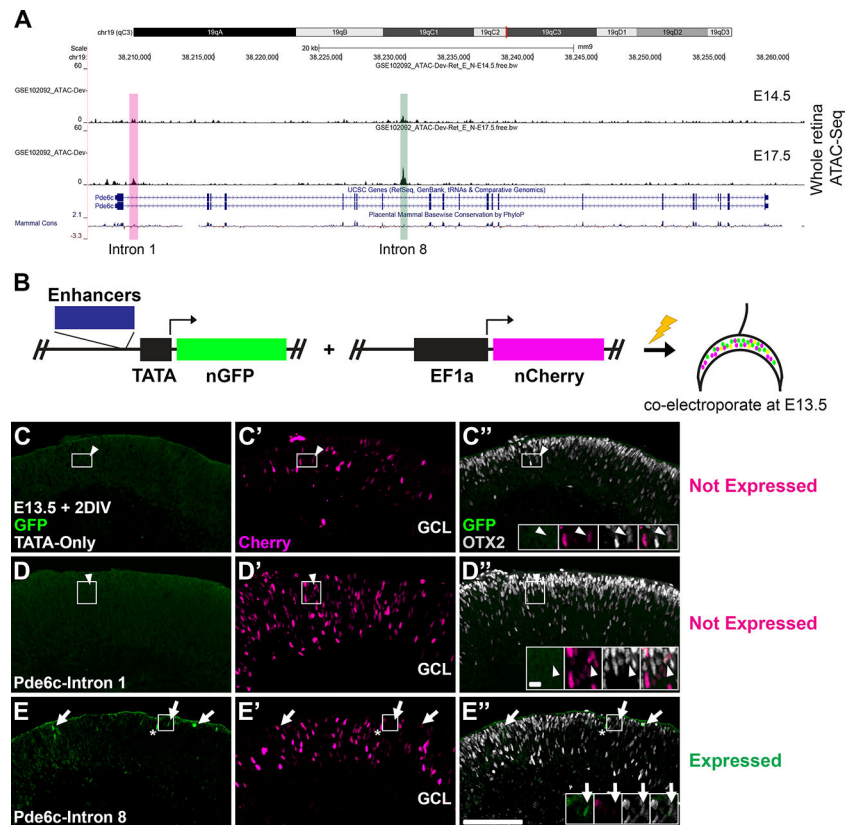 A
chr19 (qC3) 19qA 19qB 19qC1 19qC2 19qC3 19qD1 19qD2 19qD3
Scale 20 kb mm9
chr19: 38,210,000 38,215,000 38,220,000 38,225,000 38,230,000 38,235,000 38,240,000 38,245,000 38,250,000 38,255,000 38,260,000
60 GSE102092_ATAC-Dev-Ret_E_N-E14.5.free.bw
GSE102092_ATAC-Dev- E14.5
0 GSE102092_ATAC-Dev-Ret_E_N-E17.5.free.bw
60
GSE102092_ATAC-Dev- E17.5
0
Whole retina
ATAC-Seq
UCSC Genes (RefSeq, GenBank, tRNAs & Comparative Genomics)
Pde6c
Pde6c
2.1 Placental Mammal Basewise Conservation by PhyloP
Mammal Cons
-3.3
Intron 1 Intron 8
B
Enhancers
TATA nGFP + EF1a nCherry
co-electroporate at E13.5
C C' C''
E13.5 + 2DIV
GFP
TATA-Only
Cherry GCL
GFP
OTX2
Not Expressed
D D' D''
Pde6c-Intron 1 GCL
Not Expressed
E E' E''
* * *
Pde6c-Intron 8 GCL
Expressed